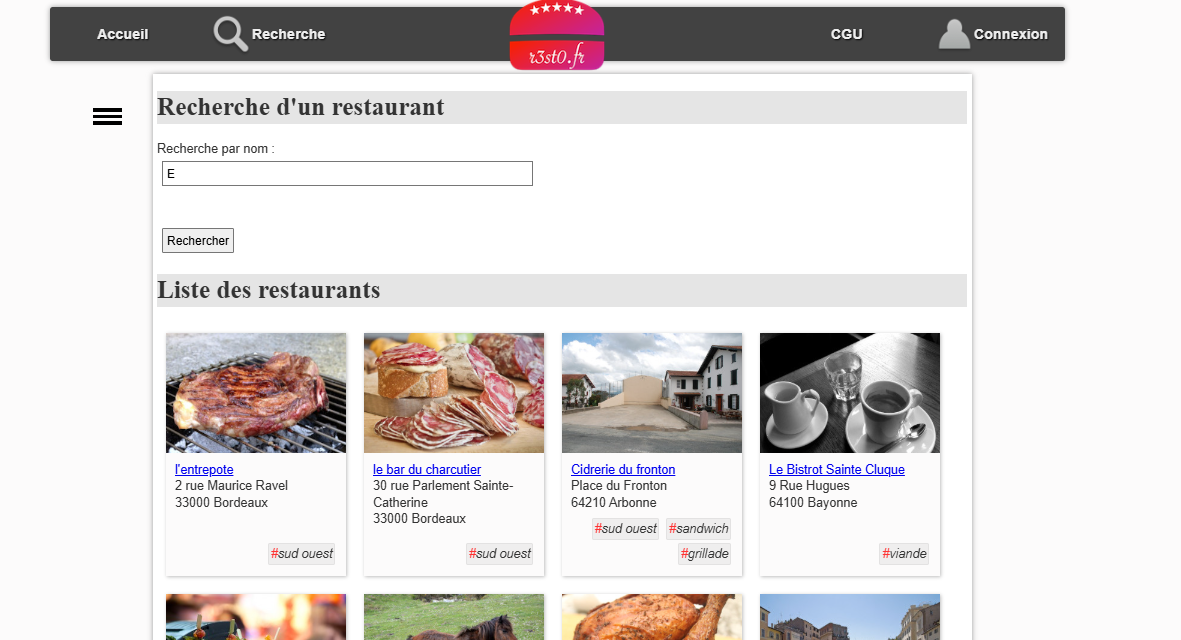 Accueil
Recherche
r3st0.fr
CGU
Connexion
Recherche d'un restaurant
Recherche par nom :
E
Rechercher
Liste des restaurants
l'entrepote
2 rue Maurice Ravel
33000 Bordeaux
#sud ouest
le bar du charcutier
30 rue Parlement Sainte-
Catherine
33000 Bordeaux
#sud ouest
Cidrerie du fronton
Place du Fronton
64210 Arbonne
#sud ouest #sandwich
#grillade
Le Bistrot Sainte Cluque
9 Rue Hugues
64100 Bayonne
#viande